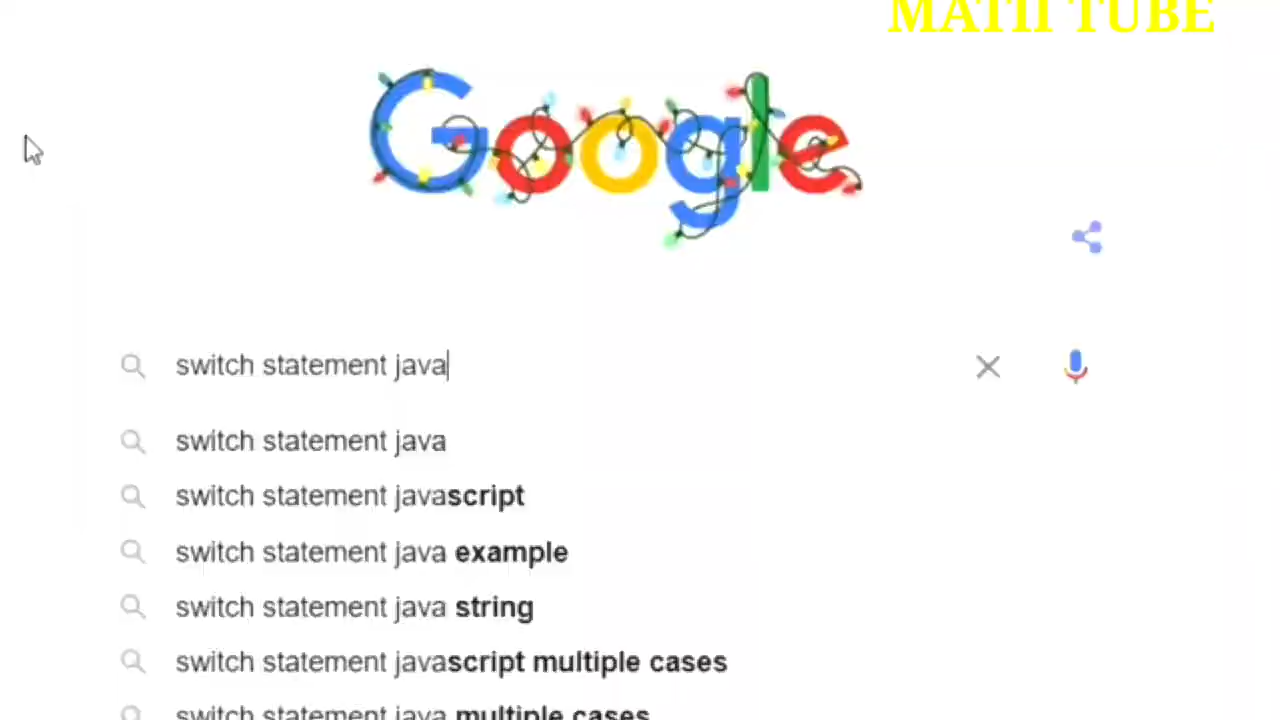 MATII TUBE
Google
switch statement java
switch statement java
switch statement javascript
switch statement java example
switch statement java string
switch statement javascript multiple cases
switch statement java multiple cases